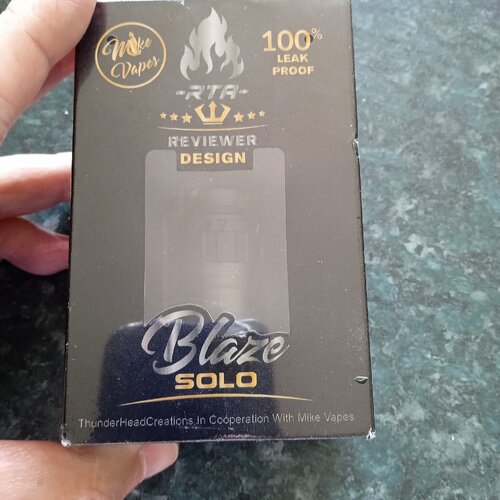 Mike
Vapes
-RTA-
100%
LEAK
PROOF
REVIEWER
DESIGN
Blaze
SOLO
ThunderHeadCreations In Cooperation With Mike Vapes